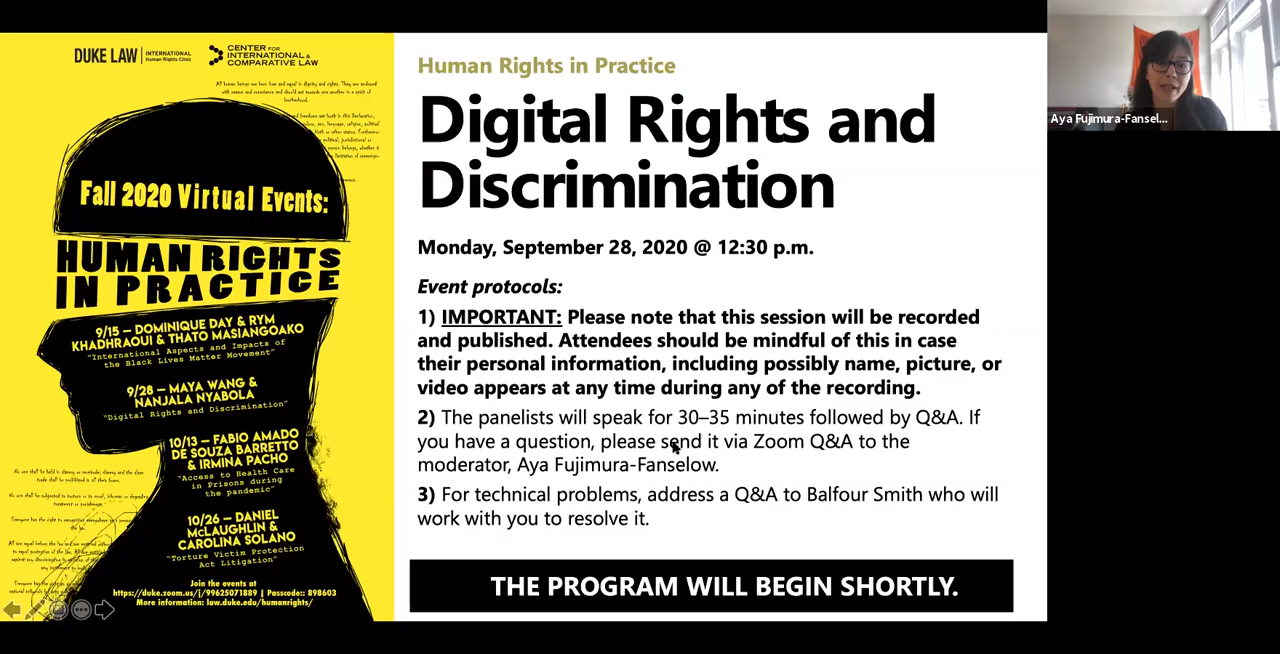 DUKE LAW
INTERNATIONAL
Human Rights Clinic
CENTER FOR
INTERNATIONAL &
COMPARATIVE LAW
Fall 2020 Virtual Events:
HUMAN RIGHTS
IN PRACTICE
9/15 — DOMINIQUE DAY & RYM
KHADHRAOUI & THATO MASIANGOAKO
"International Aspects and Impacts of
the Black Lives Matter Movement"
9/28 — MAYA WANG &
NANJALA NYABOLA
"Digital Rights and Discrimination"
10/13 — FABIO AMADO
DE SOUZA BARRETTO
& IRMINA PACHO
"Access to Health Care
in Prisons during
the pandemic"
10/26 — DANIEL
McLAUGHLIN &
CAROLINA SOLANO
"Torture Victim Protection
Act Litigation"
Join the events at
https://duke.zoom.us/j/99625071889 | Passcode:: 898603
More information: law.duke.edu/humanrights/
Human Rights in Practice
Digital Rights and
Discrimination
Monday, September 28, 2020 @ 12:30 p.m.
Event protocols:
1) IMPORTANT: Please note that this session will be recorded
and published. Attendees should be mindful of this in case
their personal information, including possibly name, picture, or
video appears at any time during any of the recording.
2) The panelists will speak for 30–35 minutes followed by Q&A. If
you have a question, please send it via Zoom Q&A to the
moderator, Aya Fujimura-Fanselow.
3) For technical problems, address a Q&A to Balfour Smith who will
work with you to resolve it.
THE PROGRAM WILL BEGIN SHORTLY.
Aya Fujimura-Fansel...